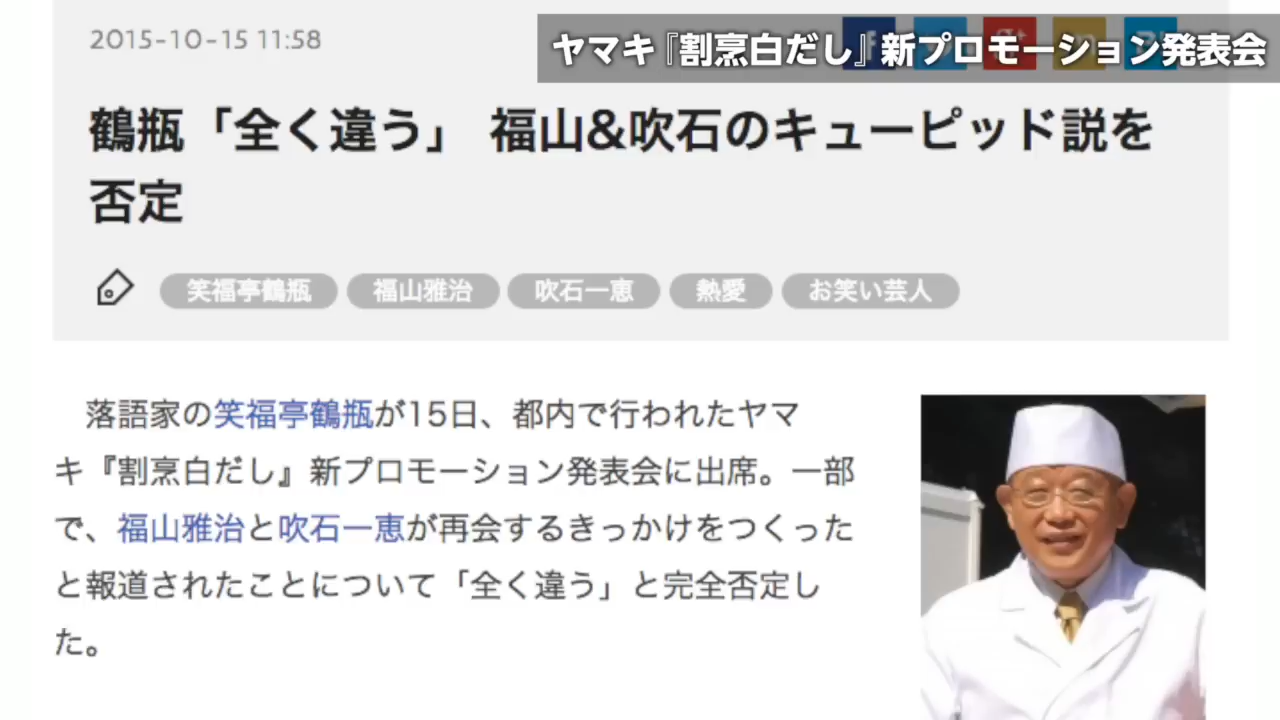 2015-10-15 11:58
ヤマキ『割烹白だし』新プロモーション発表会
鶴瓶「全く違う」 福山&吹石のキューピッド説を
否定
笑福亭鶴瓶 福山雅治 吹石一恵 熱愛 お笑い芸人
落語家の笑福亭鶴瓶が15日、都内で行われたヤマ
キ『割烹白だし』新プロモーション発表会に出席。一部
で、福山雅治と吹石一恵が再会するきっかけをつくった
と報道されたことについて「全く違う」と完全否定し
た。